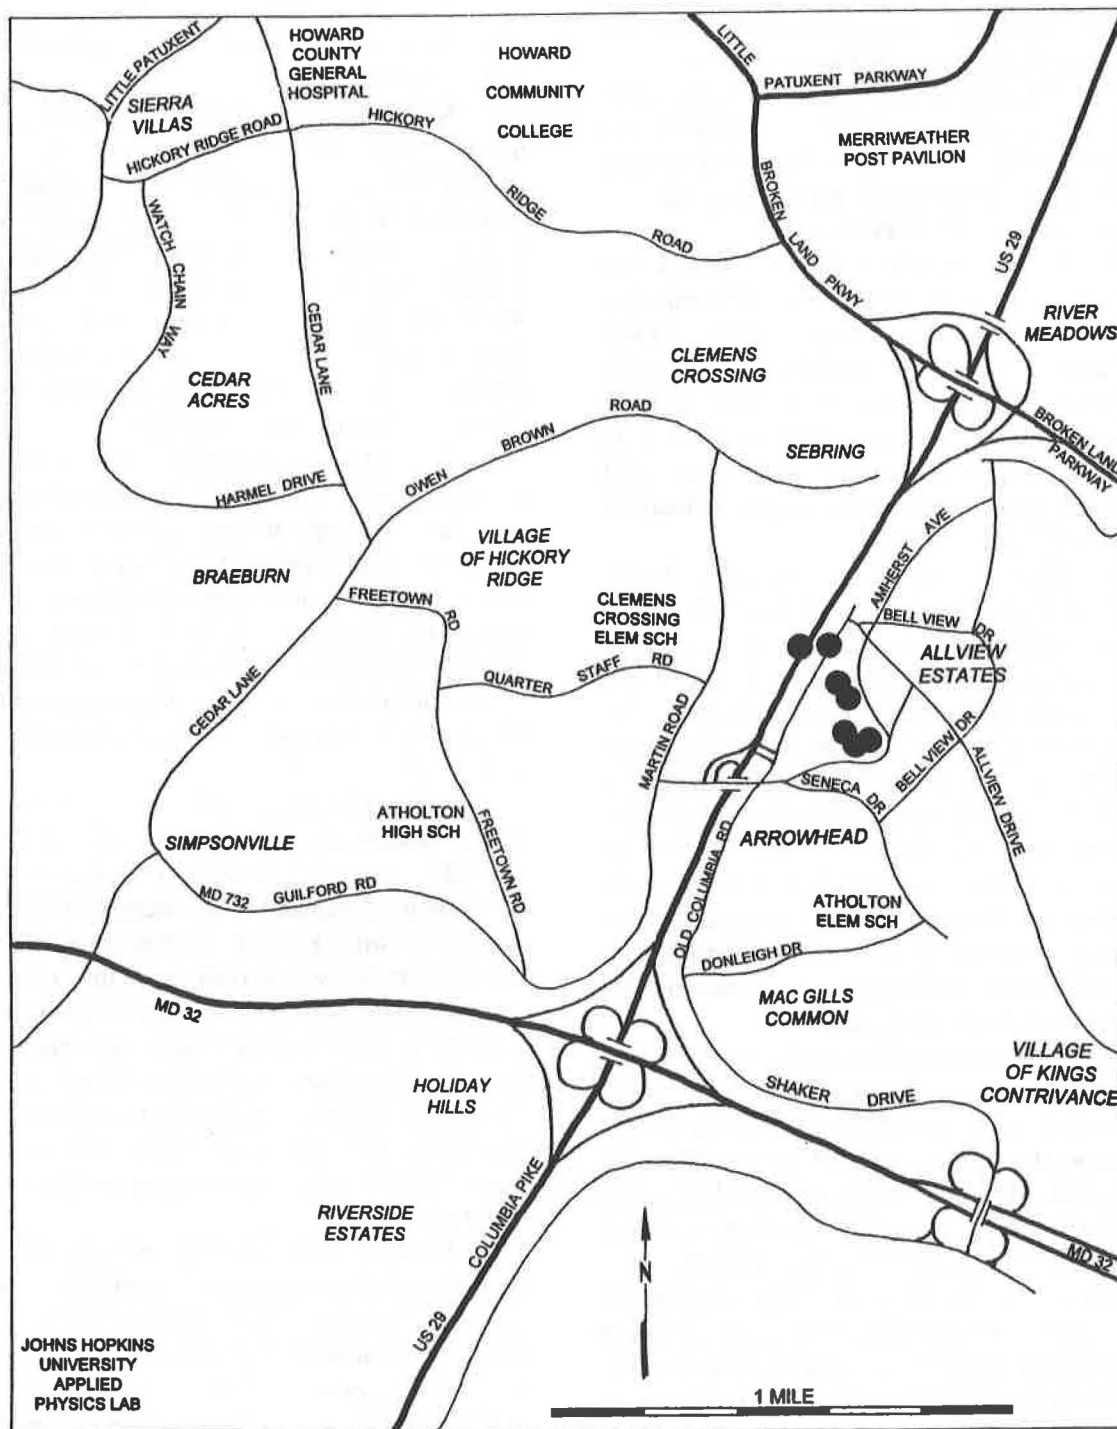 HOWARD
COUNTY
GENERAL
HOSPITAL
HOWARD
COMMUNITY
COLLEGE
LITTLE
PATUXENT PARKWAY
LITTLE PATUXENT
SIERRA
VILLAS
HICKORY RIDGE ROAD
HICKORY
RIDGE
ROAD
MERRIWEATHER
POST PAVILION
BROKEN LAND PKWY
US 29
WATCH CHAIN WAY
CEDAR LANE
RIVER
MEADOWS
CEDAR
ACRES
CLEMENS
CROSSING
OWEN BROWN ROAD
SEBRING
BROKEN LAND
PARKWAY
HARMEL DRIVE
VILLAGE
OF HICKORY
RIDGE
BRAEBURN
AMHERST AVE
FREETOWN RD
CLEMENS
CROSSING
ELEM SCH
BELL VIEW DR
ALLVIEW
ESTATES
QUARTER STAFF RD
CEDAR LANE
MARTIN ROAD
BELL VIEW DR
ALLVIEW DRIVE
SENECA DR
ATHOLTON
HIGH SCH
FREETOWN RD
SIMPSONVILLE
ARROWHEAD
OLD COLUMBIA RD
MD 732 GUILFORD RD
ATHOLTON
ELEM SCH
DONLEIGH DR
MD 32
MAC GILLS
COMMON
VILLAGE
OF KINGS
CONTRIVANCE
HOLIDAY
HILLS
SHAKER DRIVE
COLUMBIA PIKE
RIVERSIDE
ESTATES
MD 32
N
US 29
JOHNS HOPKINS
UNIVERSITY
APPLIED
PHYSICS LAB
1 MILE